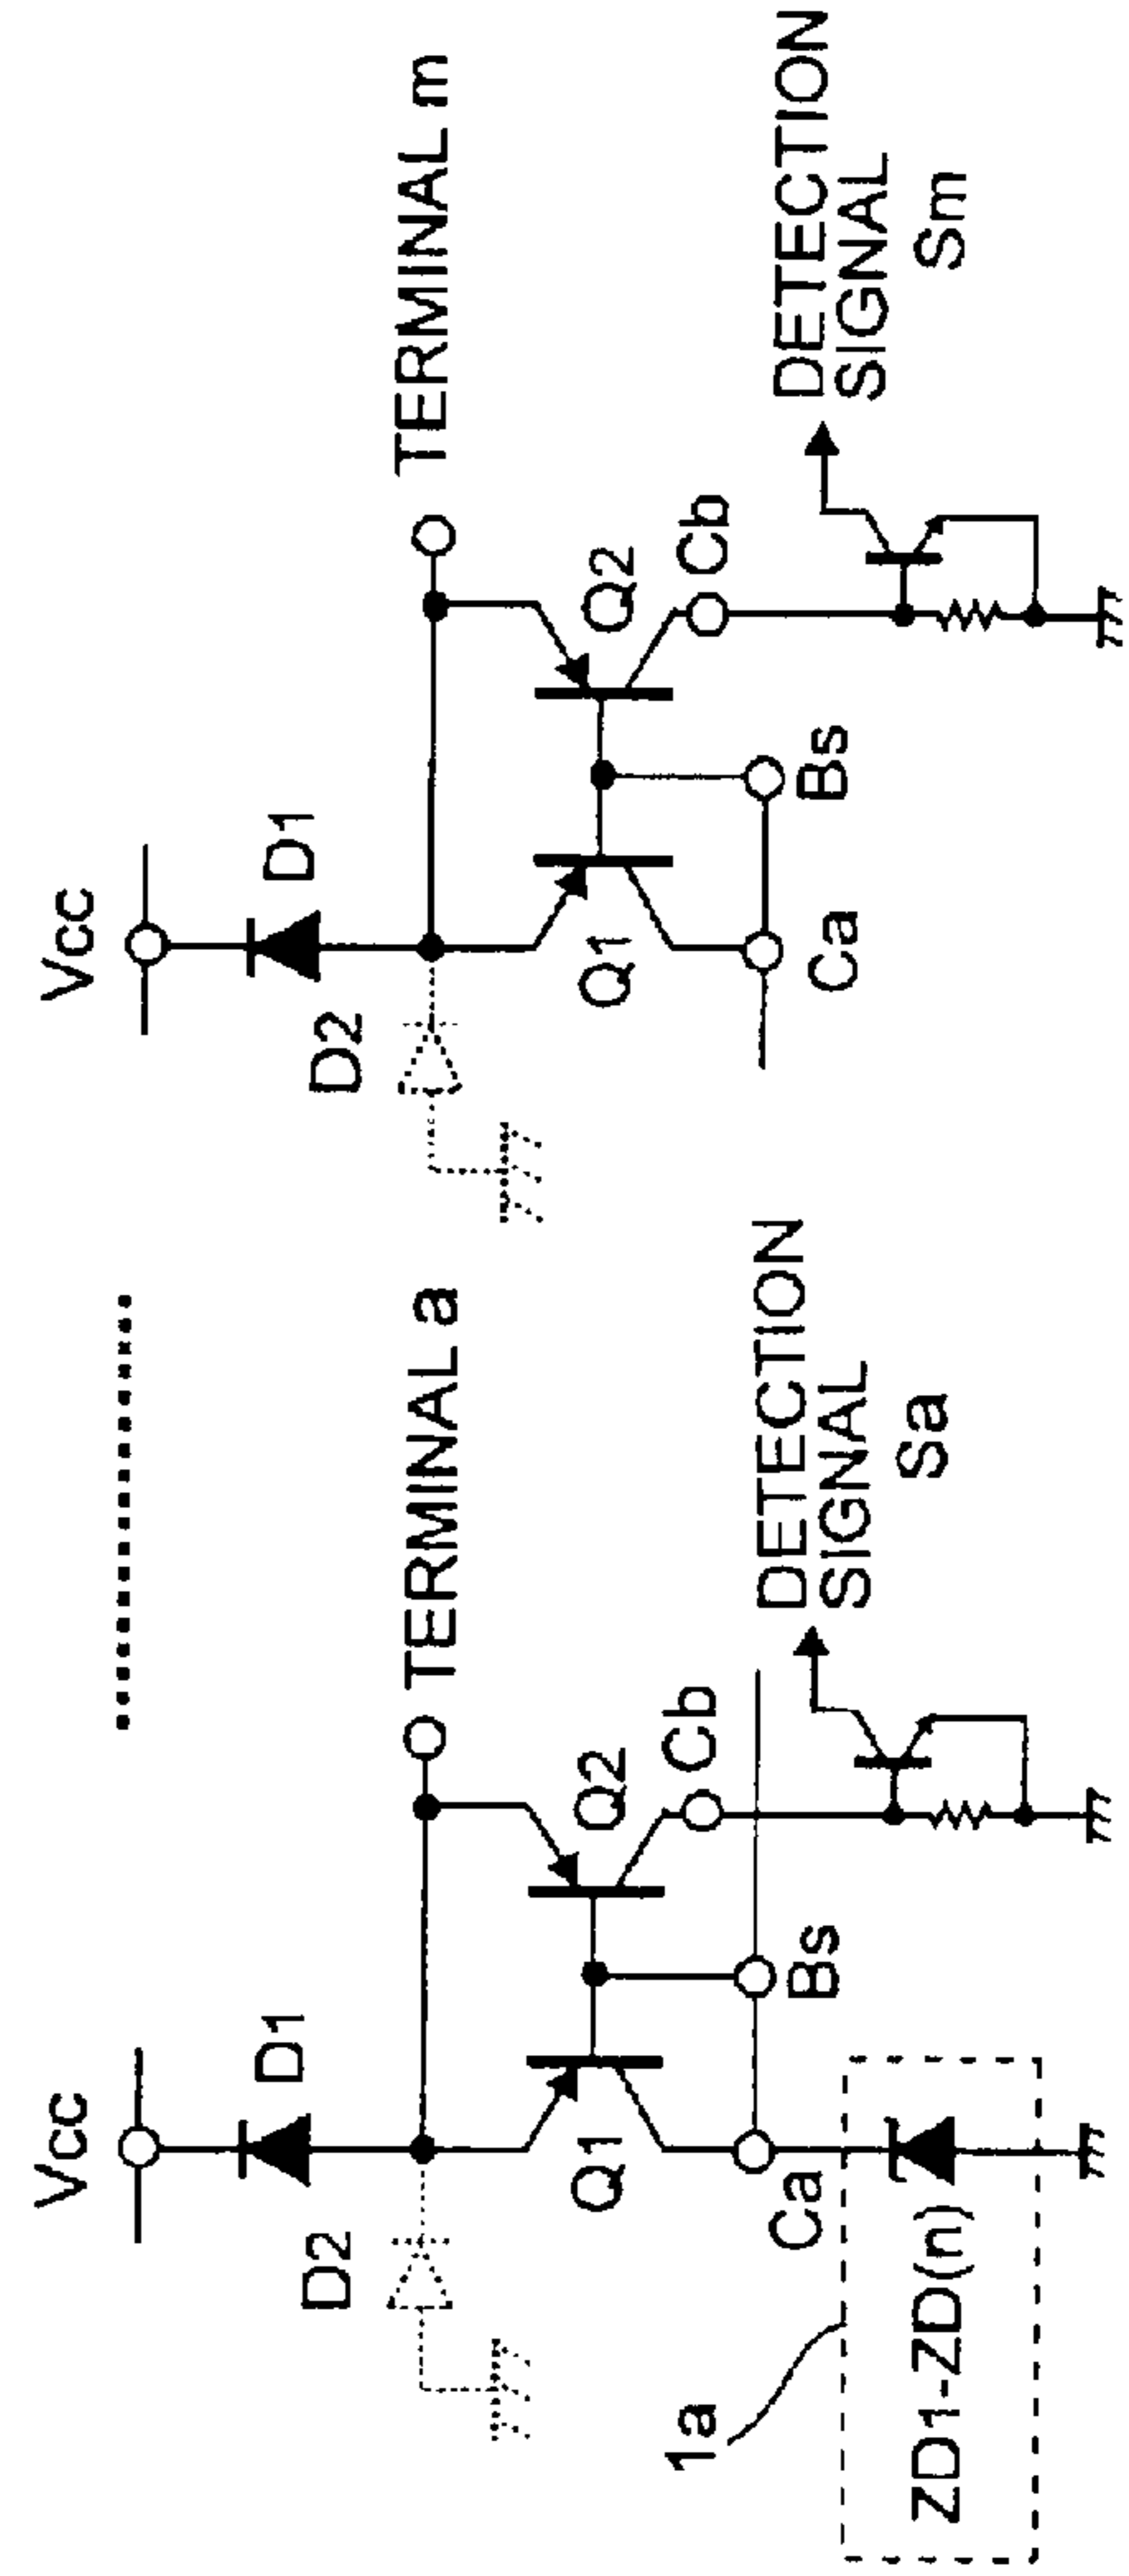 Vcc
D1
D2
TERMINAL a
Q1
Q2
Cb
Ca
Bs
DETECTION
SIGNAL
Sa
1a
ZD1-ZD(n)
Vcc
D1
D2
TERMINAL m
Q1
Q2
Cb
Ca
Bs
DETECTION
SIGNAL
Sm